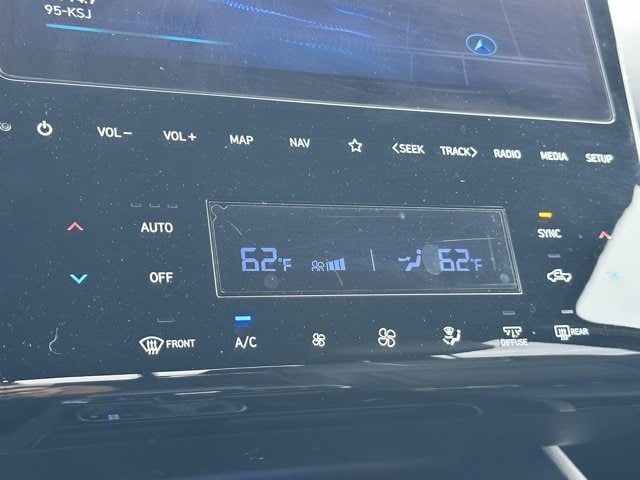 95-KSJ
VOL− VOL+ MAP NAV <SEEK TRACK> RADIO MEDIA SETUP
AUTO SYNC
62°F 62°F
OFF
FRONT A/C DIFFUSE REAR